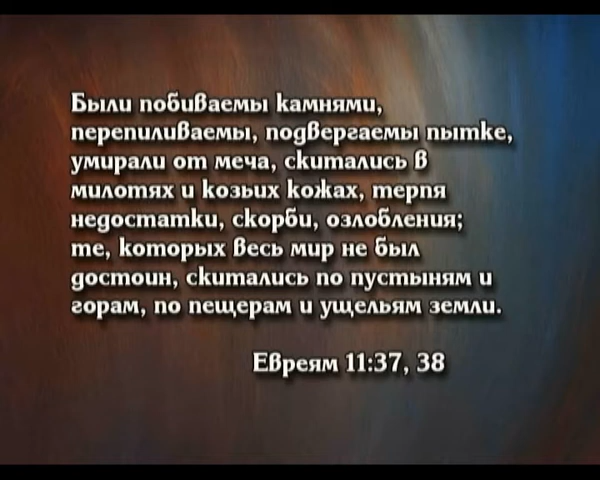 Были побиваемы камнями,
перепиливаемы, подвергаемы пытке,
умирали от меча, скитались в
милотях и козьих кожах, терпя
недостатки, скорби, озлобления;
те, которых весь мир не был
достоин, скитались по пустыням и
горам, по пещерам и ущельям земли.
Евреям 11:37, 38